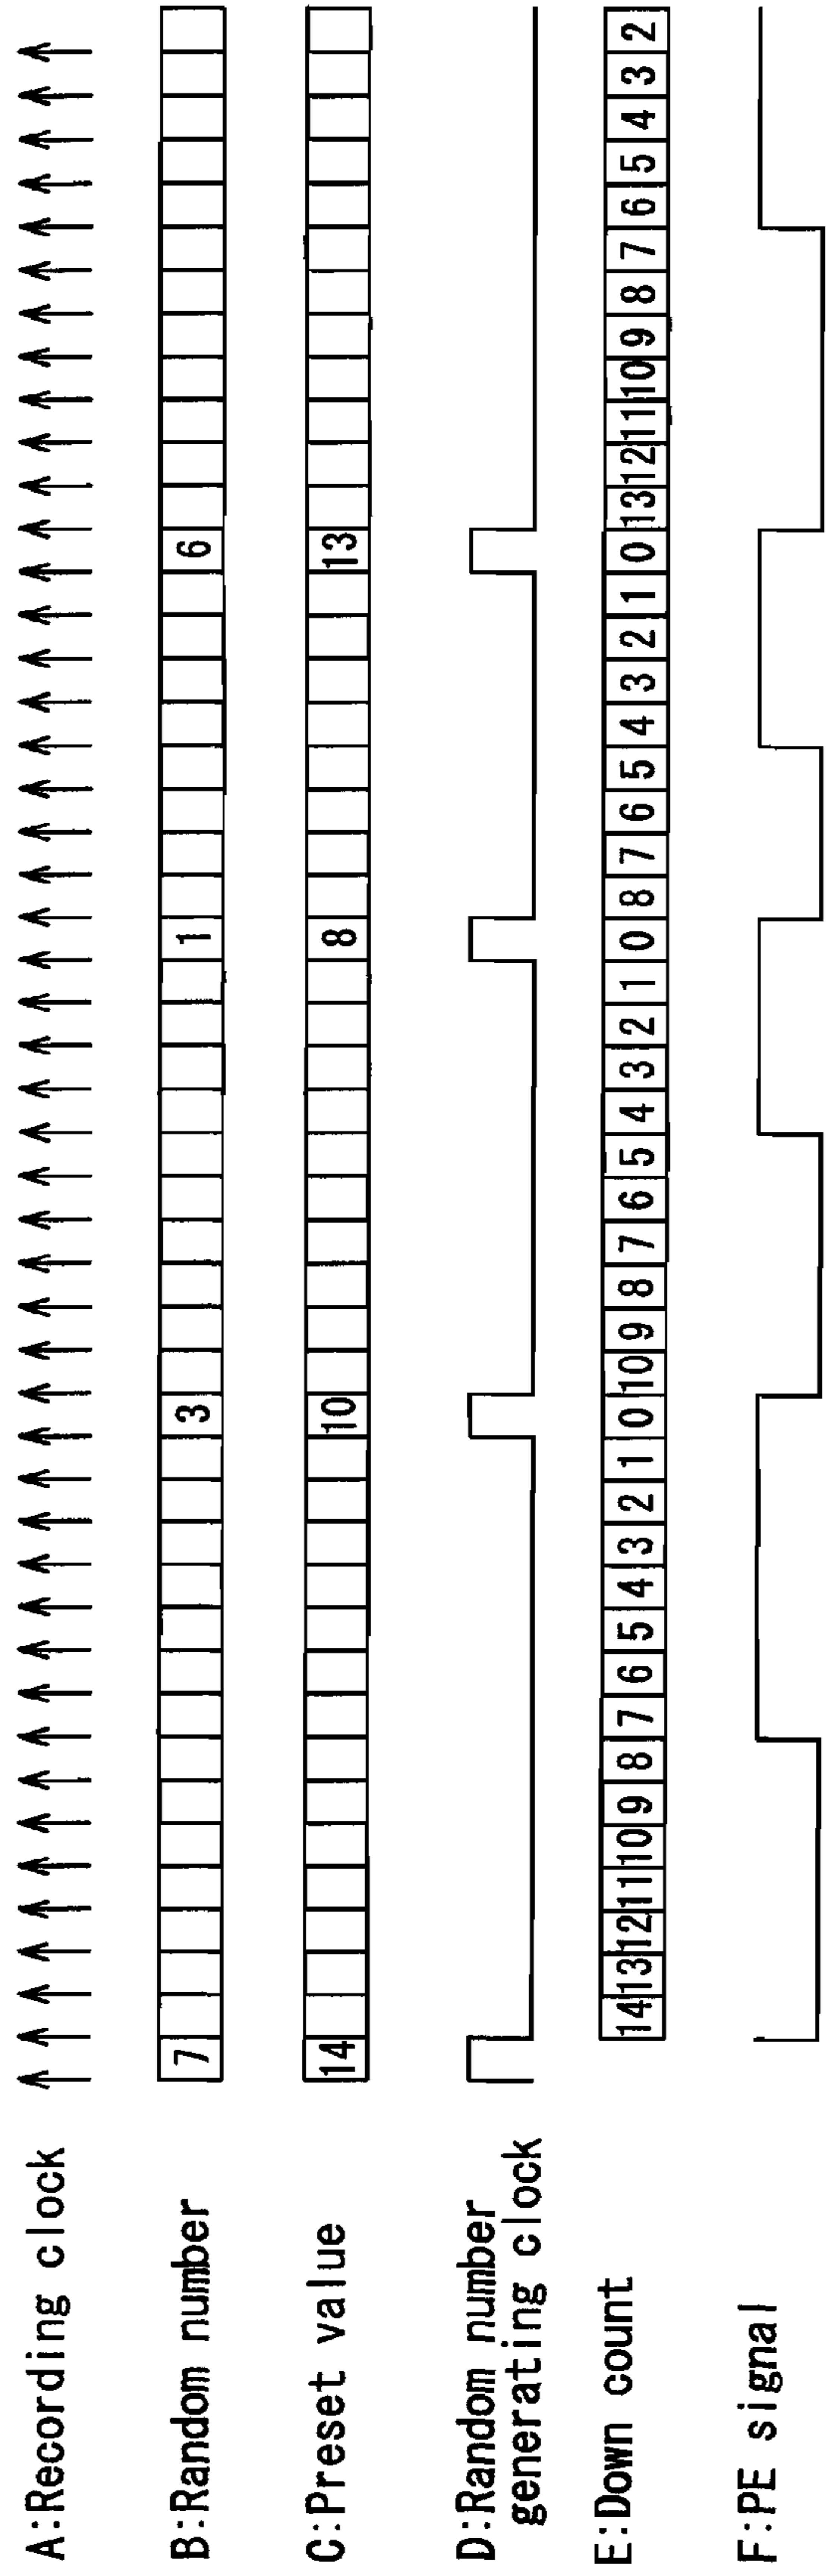 A:Recording clock
B:Random number 7 3 1 6
C:Preset value 14 10 8 13
D:Random number
generating clock
E:Down count 14 13 12 11 10 9 8 7 6 5 4 3 2 1 0 10 9 8 7 6 5 4 3 2 1 0 8 7 6 5 4 3 2 1 0 13 12 11 10 9 8 7 6 5 4 3 2
F:PE signal